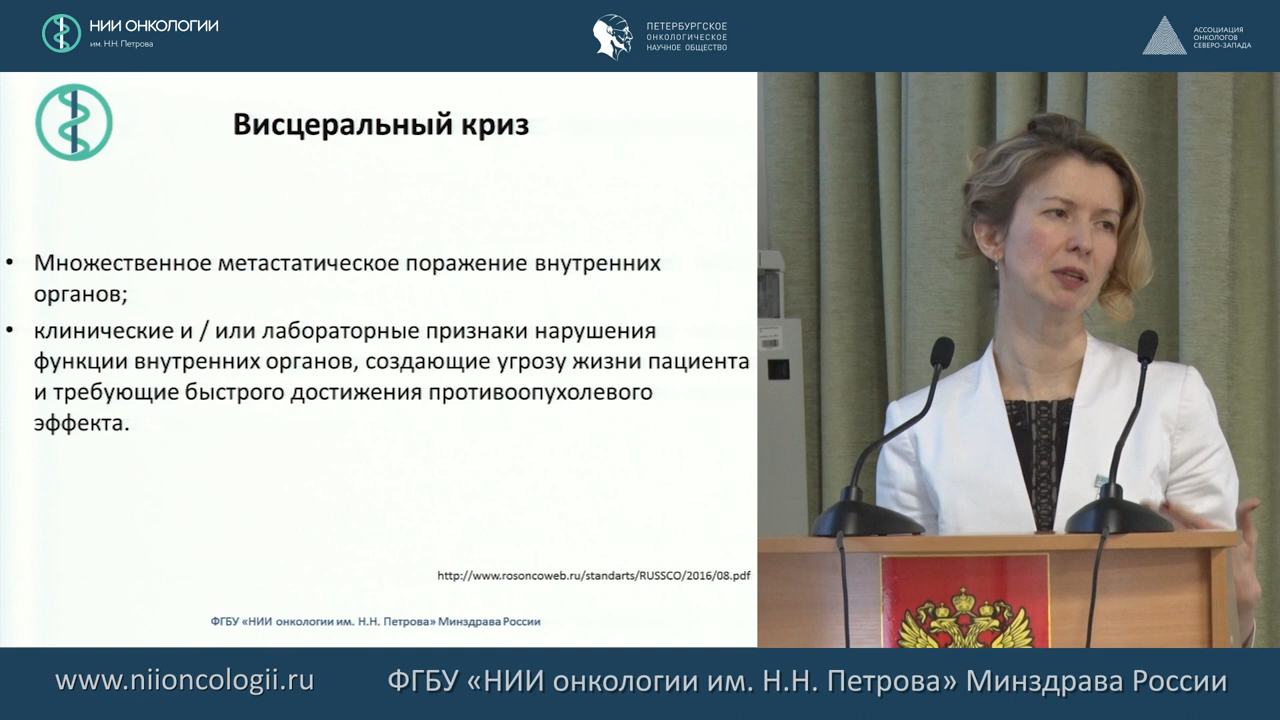 НИИ ОНКОЛОГИИ
им. Н.Н. Петрова
ПЕТЕРБУРГСКОЕ
ОНКОЛОГИЧЕСКОЕ
НАУЧНОЕ ОБЩЕСТВО
АССОЦИАЦИЯ
ОНКОЛОГОВ
СЕВЕРО-ЗАПАДА
Висцеральный криз
• Множественное метастатическое поражение внутренних
органов;
• клинические и / или лабораторные признаки нарушения
функции внутренних органов, создающие угрозу жизни пациента
и требующие быстрого достижения противоопухолевого
эффекта.
http://www.rosoncoweb.ru/standarts/RUSSCO/2016/08.pdf
ФГБУ «НИИ онкологии им. Н.Н. Петрова» Минздрава России
www.niioncologii.ru
ФГБУ «НИИ онкологии им. Н.Н. Петрова» Минздрава России